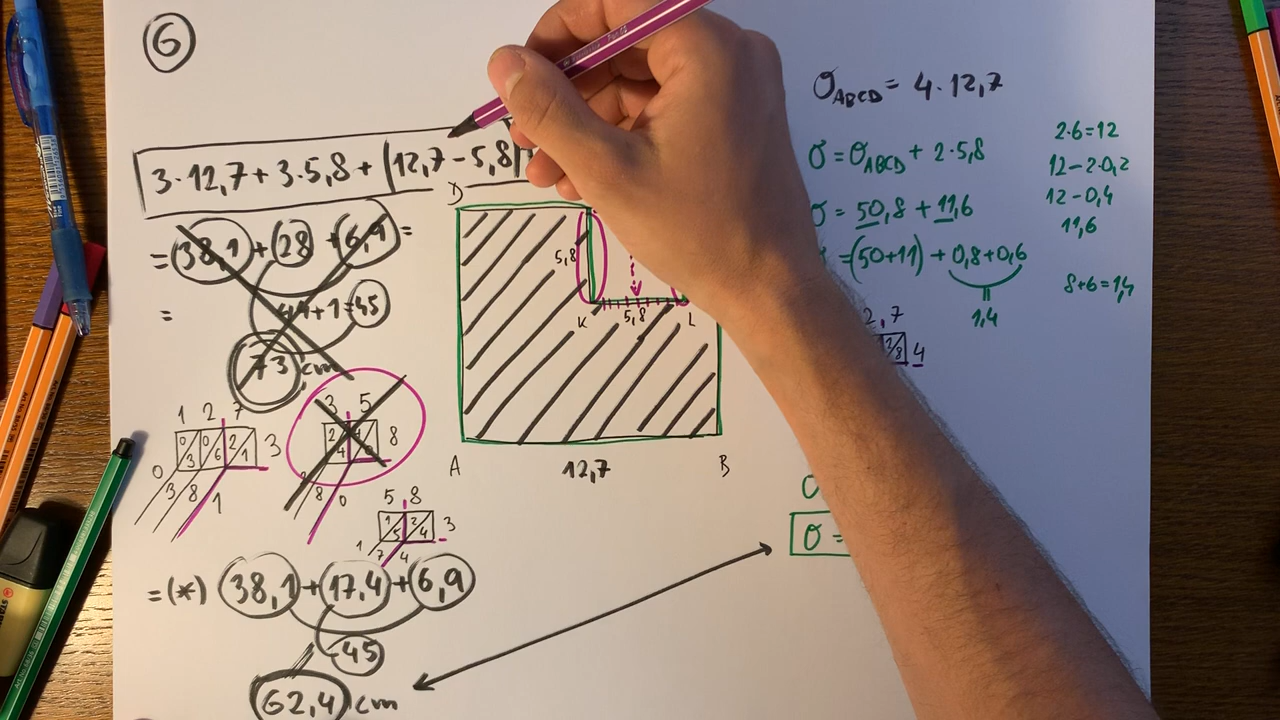 6
3·12,7+3·5,8+(12,7-5,8)
=38,1+28+6,9=
= 44+1=45
73 cm
1 2 7
0 0 2
3 6 1 3
0 3 8 1
3 5
8
8 0
5 8
1 2
5 4 3
1 7 4
=(*) 38,1+17,4+6,9
45
62,4 cm
D
5,8
K 5,8 L
A 12,7 B
O ABCD = 4·12,7
O = O ABCD + 2·5,8
O = 50,8 + 11,6
=(50+11) + 0,8+0,6
1,4
2·6=12
12-2·0,2
12-0,4
11,6
8+6=14
2,7
4
O
O =